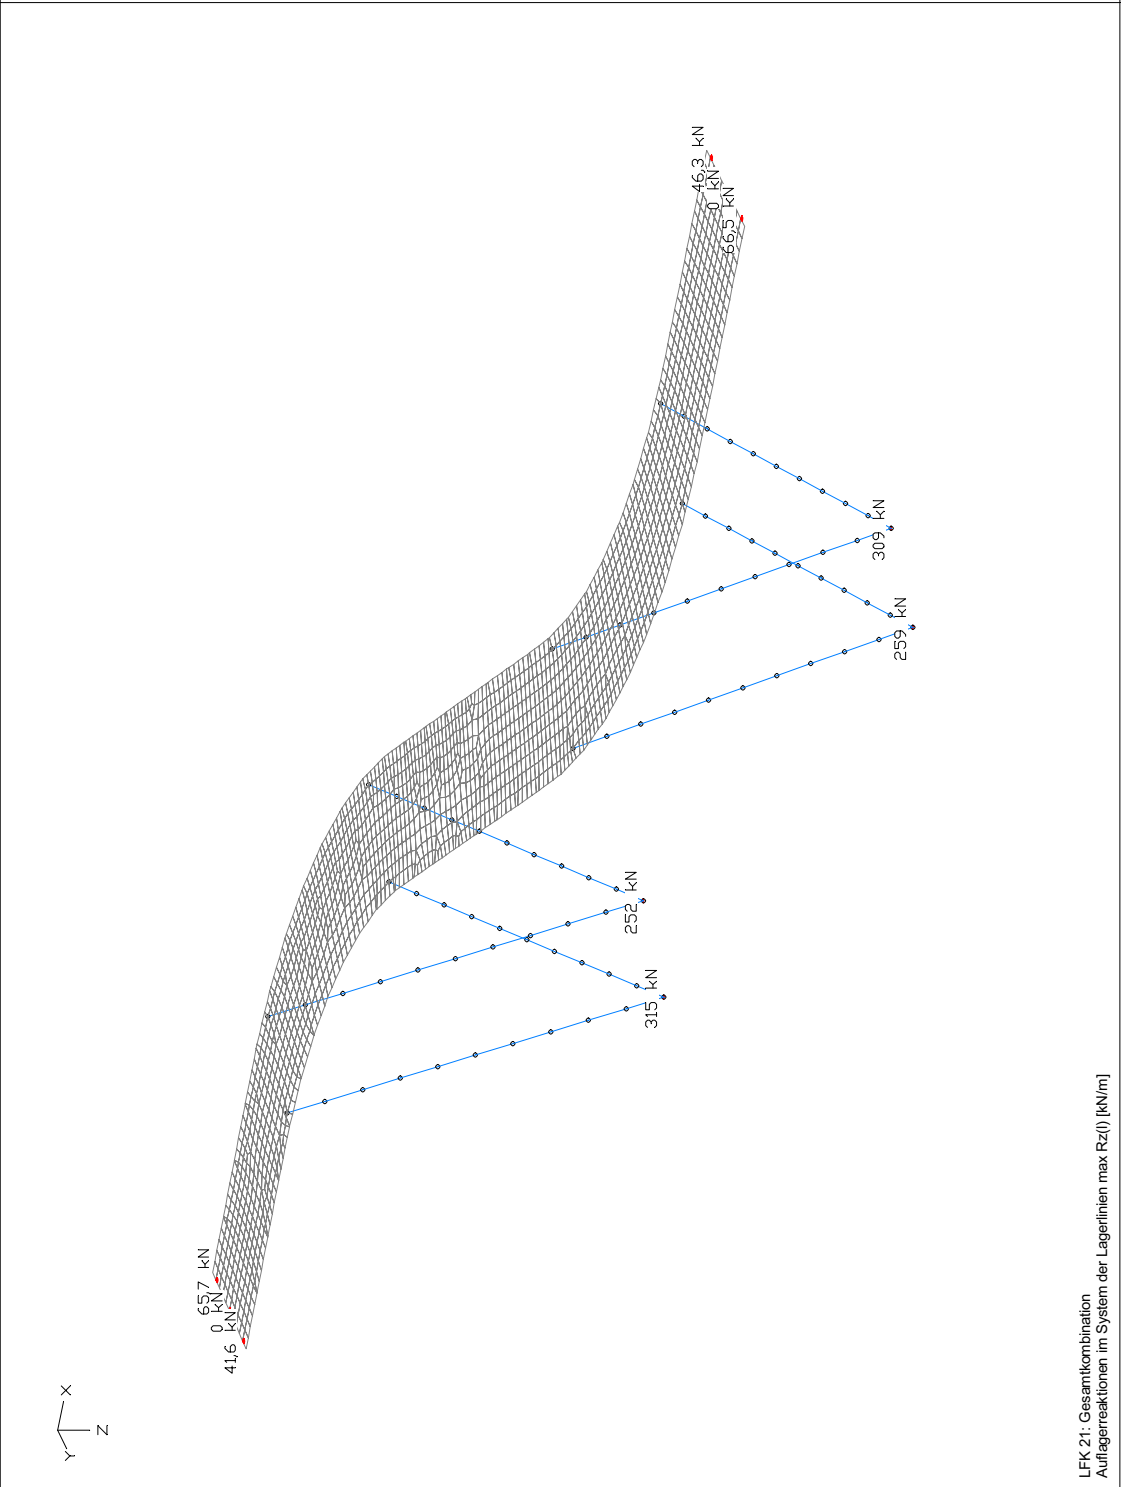 46,3 kN
0 kN
66,5 kN
309 kN
259 kN
252 kN
315 kN
65,7 kN
0 kN
41,6 kN
X
Y
Z
LFK 21: Gesamtkombination
Auflagerreaktionen im System der Lagerlinien max Rz(l) [kN/m]